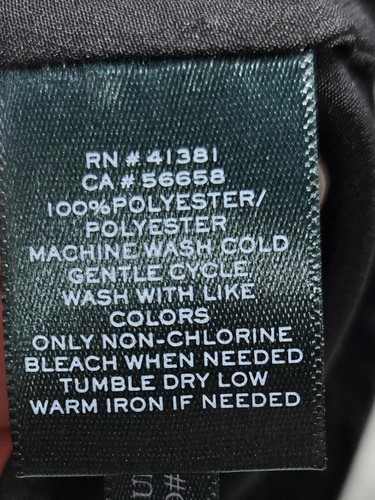 RN # 41381
CA # 56658
100% POLYESTER/
POLYESTER
MACHINE WASH COLD
GENTLE CYCLE
WASH WITH LIKE
COLORS
ONLY NON-CHLORINE
BLEACH WHEN NEEDED
TUMBLE DRY LOW
WARM IRON IF NEEDED